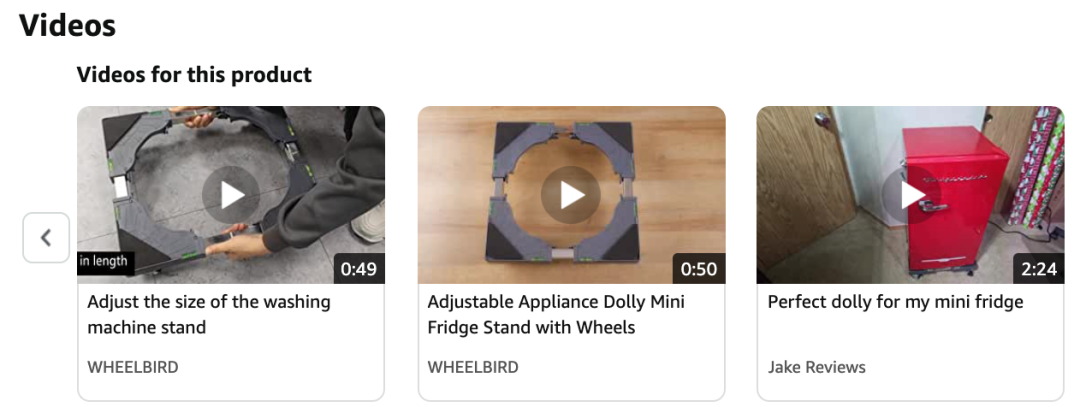 Videos
Videos for this product
in length
0:49
0:50
2:24
Adjust the size of the washing
machine stand
WHEELBIRD
Adjustable Appliance Dolly Mini
Fridge Stand with Wheels
WHEELBIRD
Perfect dolly for my mini fridge
Jake Reviews